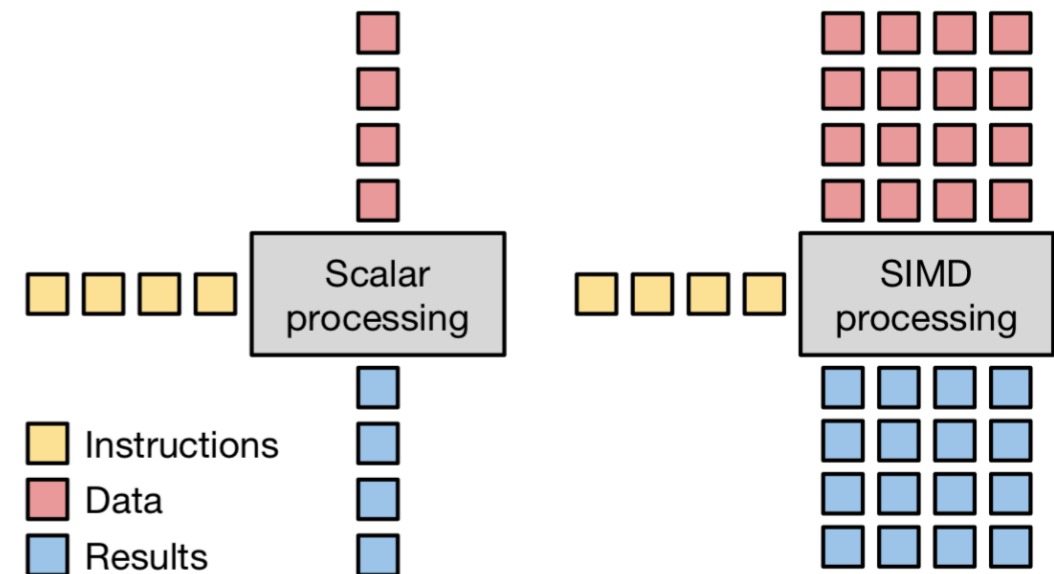 Scalar
processing
SIMD
processing
Instructions
Data
Results